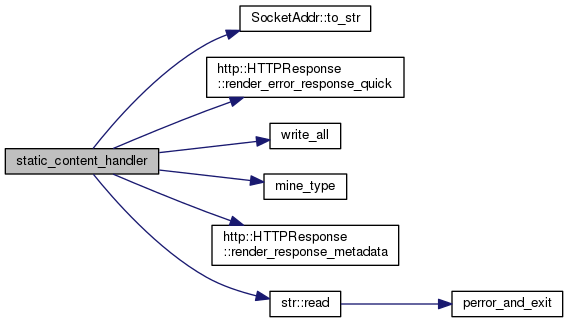 SocketAddr::to_str
http::HTTPResponse
::render_error_response_quick
write_all
static_content_handler
mine_type
http::HTTPResponse
::render_response_metadata
str::read
perror_and_exit